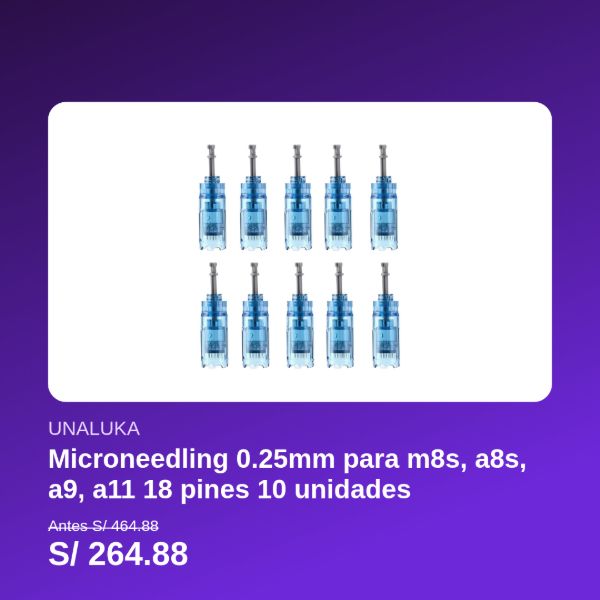 UNALUKA
Microneedling 0.25mm para m8s, a8s,
a9, a11 18 pines 10 unidades
Antes S/ 464.88
S/ 264.88